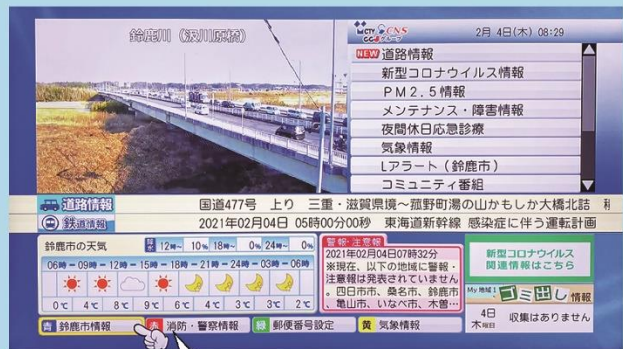 鈴鹿川 (汲川原橋)
CTY CNS
CC-Net グループ
2月 4日(木) 08:29
NEW 道路情報
新型コロナウイルス情報
PM2.5情報
メンテナンス・障害情報
夜間休日応急診療
気象情報
Lアラート(鈴鹿市)
コミュニティ番組
道路情報 国道477号 上り 三重・滋賀県境~菰野町湯の山かもしか大橋北詰
鉄道情報 2021年02月04日 05時00分00秒 東海道新幹線 感染症に伴う運転計画
鈴鹿市の天気 降水 12時~ 10% 18時~ 0% 24時~ 0%
06時-09時-12時-15時-18時-21時-24時-03時-06時
0℃ 4℃ 8℃ 9℃ 6℃ 4℃ 3℃ 3℃ 2℃
警報・注意報
2021年02月04日07時32分
※現在、以下の地域に警報・
注意報は発表されていません
。四日市市、桑名市、鈴鹿市
、亀山市、いなべ市、木曽…
新型コロナウイルス
関連情報はこちら
My地域1 ゴミ出し情報
4日
木曜日 収集はありません
青 鈴鹿市情報 赤 消防・警察情報 緑 郵便番号設定 黄 気象情報